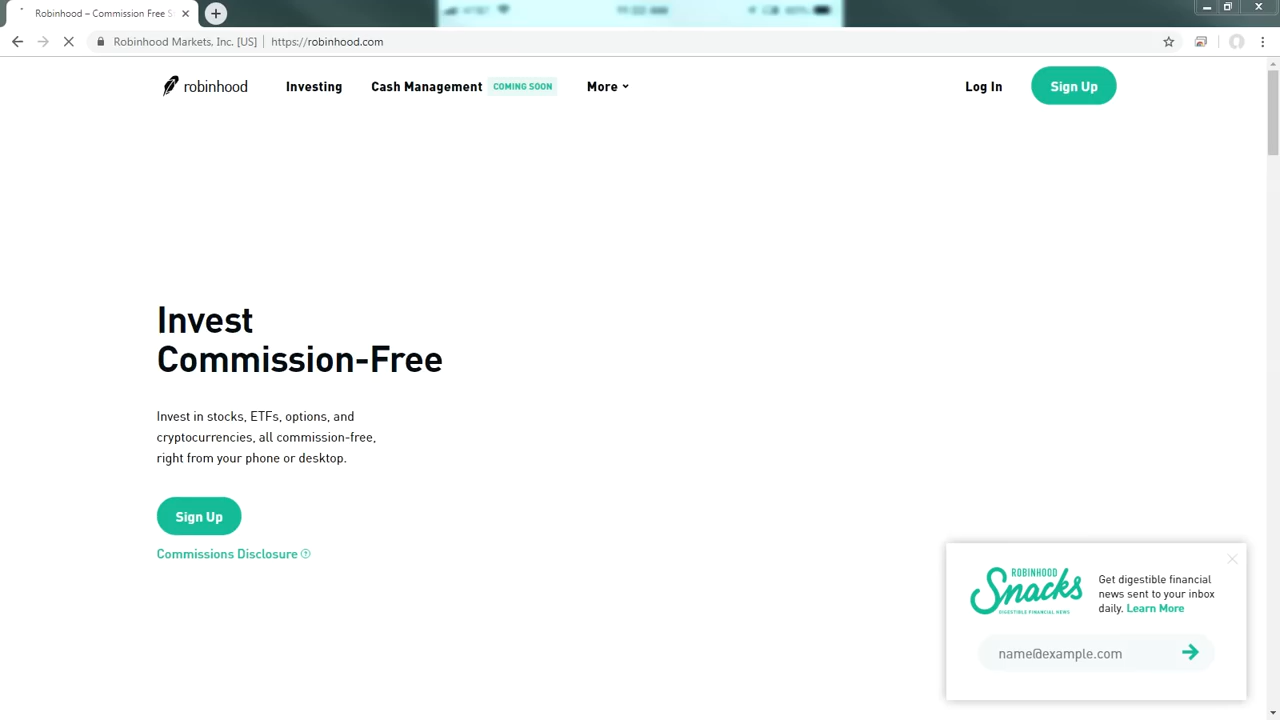 Robinhood – Commission Free S
Robinhood Markets, Inc. [US] https://robinhood.com
robinhood Investing Cash Management COMING SOON More Log In Sign Up
Invest
Commission-Free
Invest in stocks, ETFs, options, and
cryptocurrencies, all commission-free,
right from your phone or desktop.
Sign Up
Commissions Disclosure
ROBINHOOD
Snacks
DIGESTIBLE FINANCIAL NEWS
Get digestible financial
news sent to your inbox
daily. Learn More
name@example.com